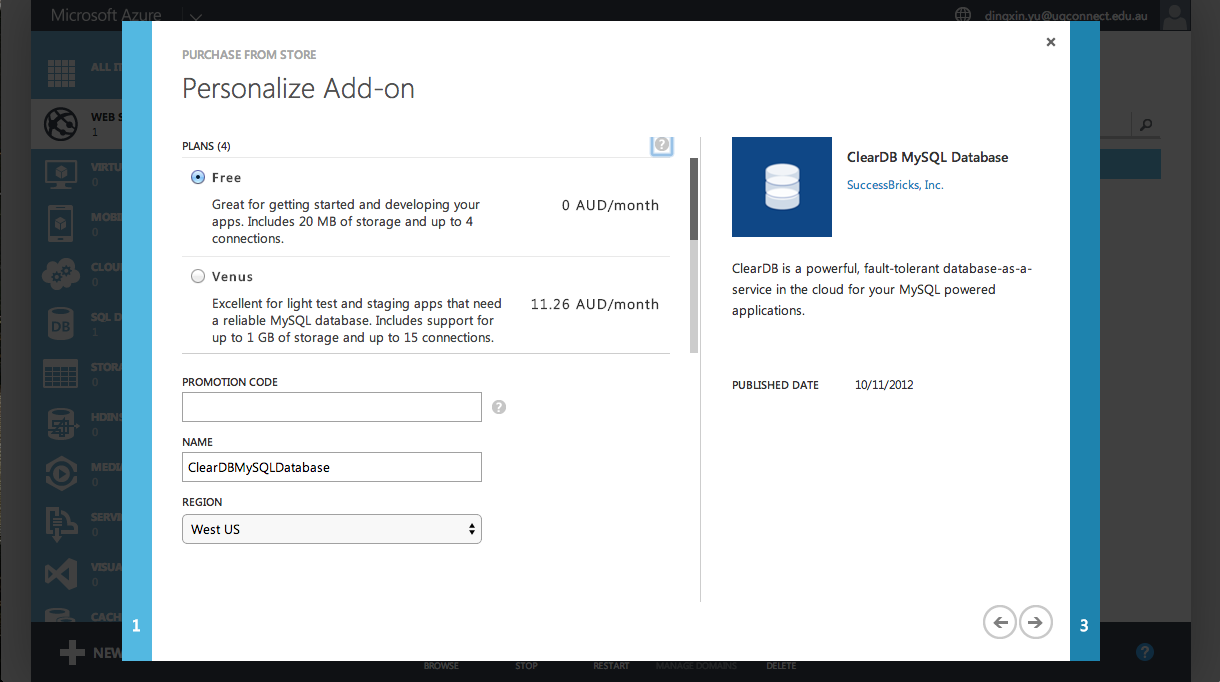 Microsoft Azure
dingxin.yu@uqconnect.edu.au
ALL IT
WEB S
1
VIRTU
0
MOBI
0
CLOU
0
SQL D
1
DB
STORA
0
HDINS
0
MEDIA
0
SERVI
0
VISUA
0
CACH
NEW
PURCHASE FROM STORE
Personalize Add-on
PLANS (4)
?
Free
Great for getting started and developing your
apps. Includes 20 MB of storage and up to 4
connections.
0 AUD/month
Venus
Excellent for light test and staging apps that need
a reliable MySQL database. Includes support for
up to 1 GB of storage and up to 15 connections.
11.26 AUD/month
PROMOTION CODE
?
NAME
ClearDBMySQLDatabase
REGION
West US
ClearDB MySQL Database
SuccessBricks, Inc.
ClearDB is a powerful, fault-tolerant database-as-a-
service in the cloud for your MySQL powered
applications.
PUBLISHED DATE 10/11/2012
1
3
BROWSE STOP RESTART MANAGE DOMAINS DELETE
?